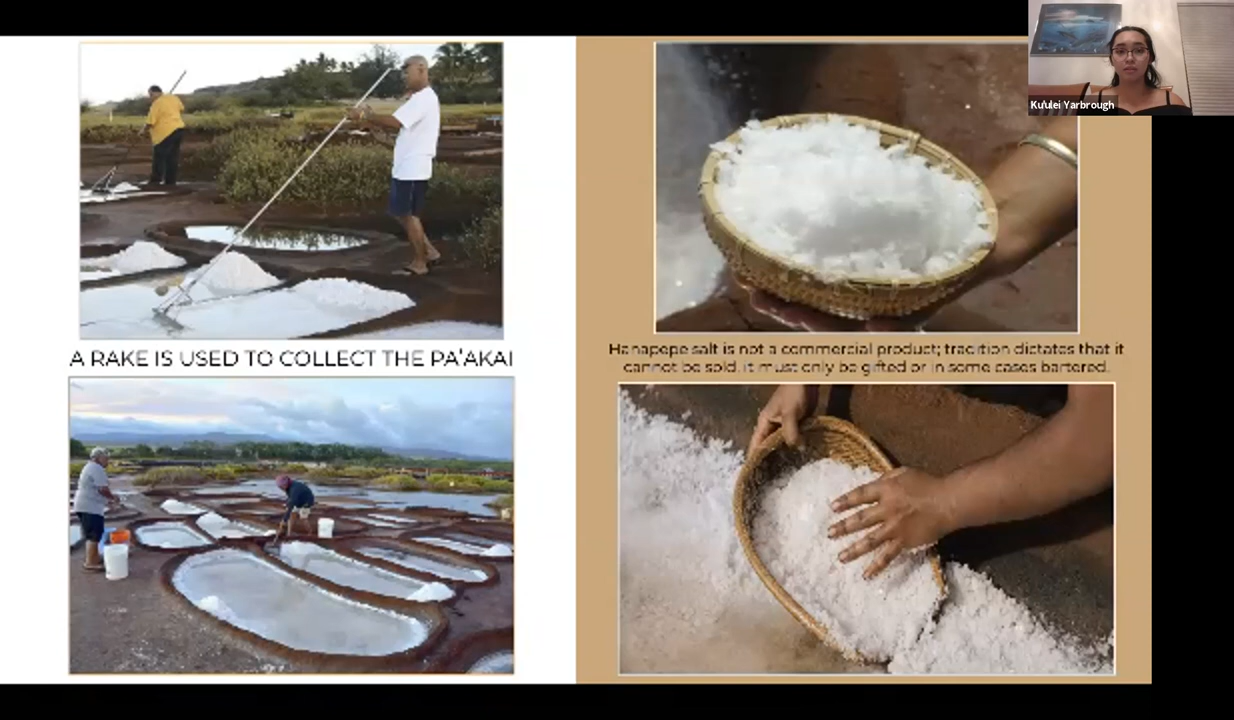 Ku'ulei Yarbrough
A RAKE IS USED TO COLLECT THE PA'AKAI
Hanapepe salt is not a commercial product; tradition dictates that it
cannot be sold. it must only be gifted or in some cases bartered.